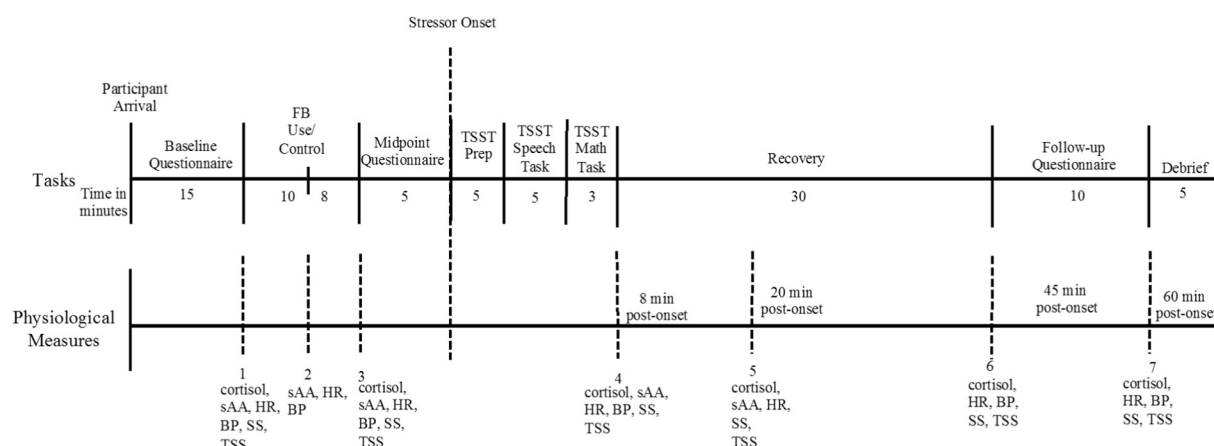 Stressor Onset
Participant
Arrival
FB
Use/
Control
Baseline
Questionnaire
Midpoint
Questionnaire
TSST
Prep
TSST
Speech
Task
TSST
Math
Task
Recovery
Follow-up
Questionnaire
Debrief
Tasks
Time in
minutes
15
10
8
5
5
5
3
30
10
5
Physiological
Measures
8 min
post-onset
20 min
post-onset
45 min
post-onset
60 min
post-onset
1
cortisol,
sAA, HR,
BP, SS,
TSS
2
sAA, HR,
BP
3
cortisol,
sAA, HR,
BP, SS,
TSS
4
cortisol, sAA,
HR, BP, SS,
TSS
5
cortisol,
sAA, HR,
SS,
TSS
6
cortisol,
HR, BP,
SS, TSS
7
cortisol,
HR, BP,
SS, TSS